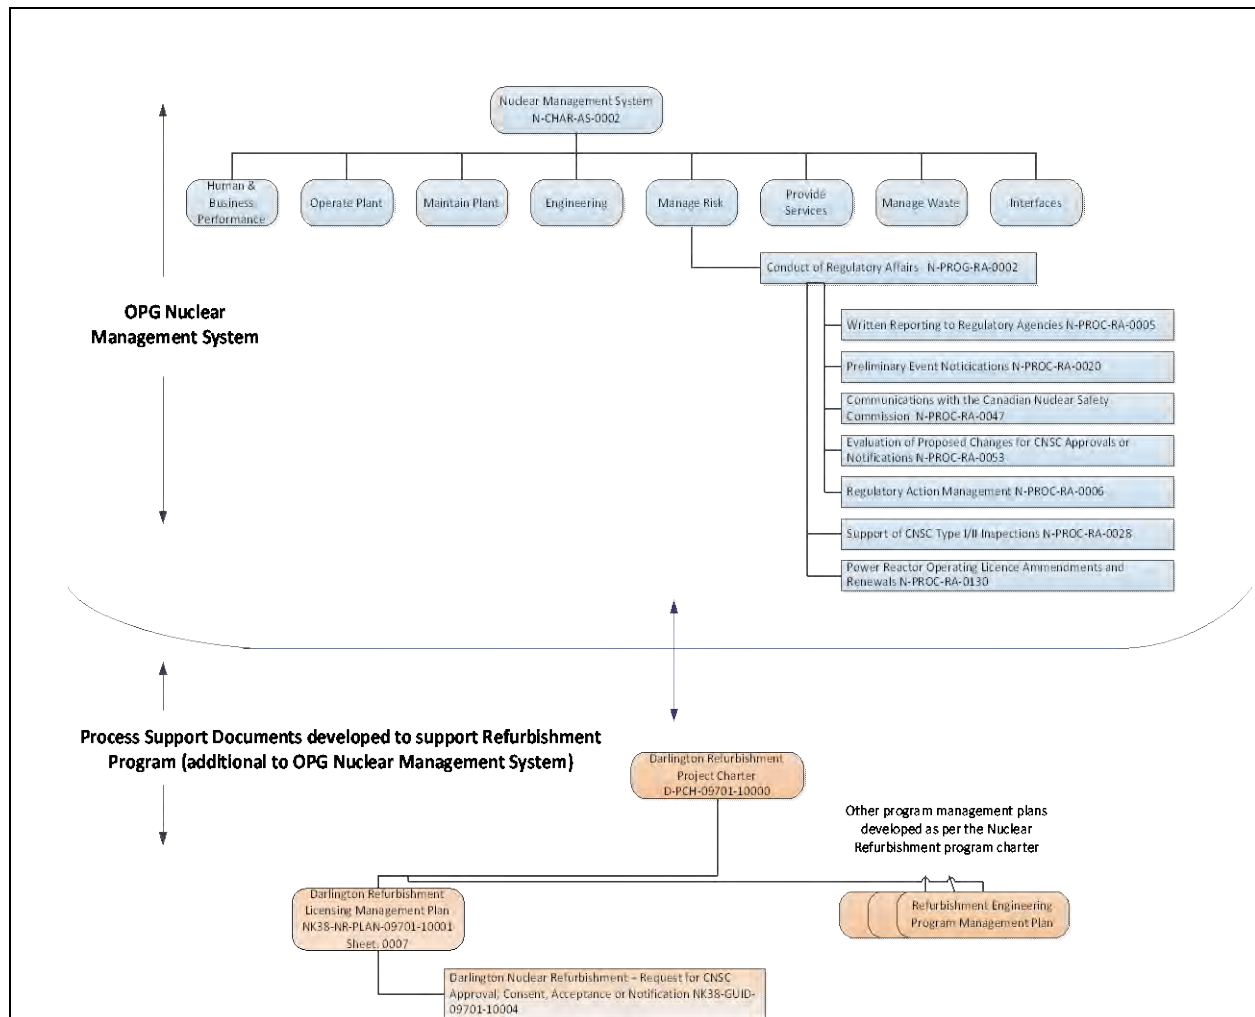 Nuclear Management System
N-CHAR-AS-0002
Human &
Business
Performance
Operate Plant
Maintain Plant
Engineering
Manage Risk
Provide
Services
Manage Waste
Interfaces
Conduct of Regulatory Affairs N-PROG-RA-0002
OPG Nuclear
Management System
Written Reporting to Regulatory Agencies N-PROC-RA-0005
Preliminary Event Noticications N-PROC-RA-0020
Communications with the Canadian Nuclear Safety
Commission N-PROC-RA-0047
Evaluation of Proposed Changes for CNSC Approvals or
Notifications N-PROC-RA-0053
Regulatory Action Management N-PROC-RA-0006
Support of CNSC Type I/II Inspections N-PROC-RA-0028
Power Reactor Operating Licence Ammendments and
Renewals N-PROC-RA-0130
Process Support Documents developed to support Refurbishment
Program (additional to OPG Nuclear Management System)
Darlington Refurbishment
Project Charter
D-PCH-09701-10000
Other program management plans
developed as per the Nuclear
Refurbishment program charter
Darlington Refurbishment
Licensing Management Plan
NK38-NR-PLAN-09701-10001
Sheet: 0007
Refurbishment Engineering
Program Management Plan
Darlington Nuclear Refurbishment – Request for CNSC
Approval, Consent, Acceptance or Notification NK38-GUID-
09701-10004